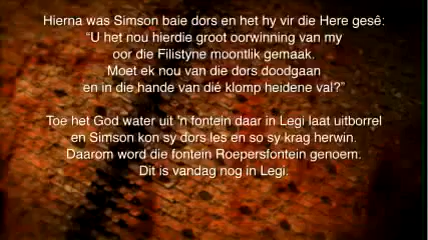 Hierna was Simson baie dors en het hy vir die Here gesê:
“U het nou hierdie groot oorwinning van my
oor die Filistyne moontlik gemaak.
Moet ek nou van die dors doodgaan
en in die hande van dié klomp heidene val?”
Toe het God water uit 'n fontein daar in Legi laat uitborrel
en Simson kon sy dors les en so sy krag herwin.
Daarom word die fontein Roepersfontein genoem.
Dit is vandag nog in Legi.